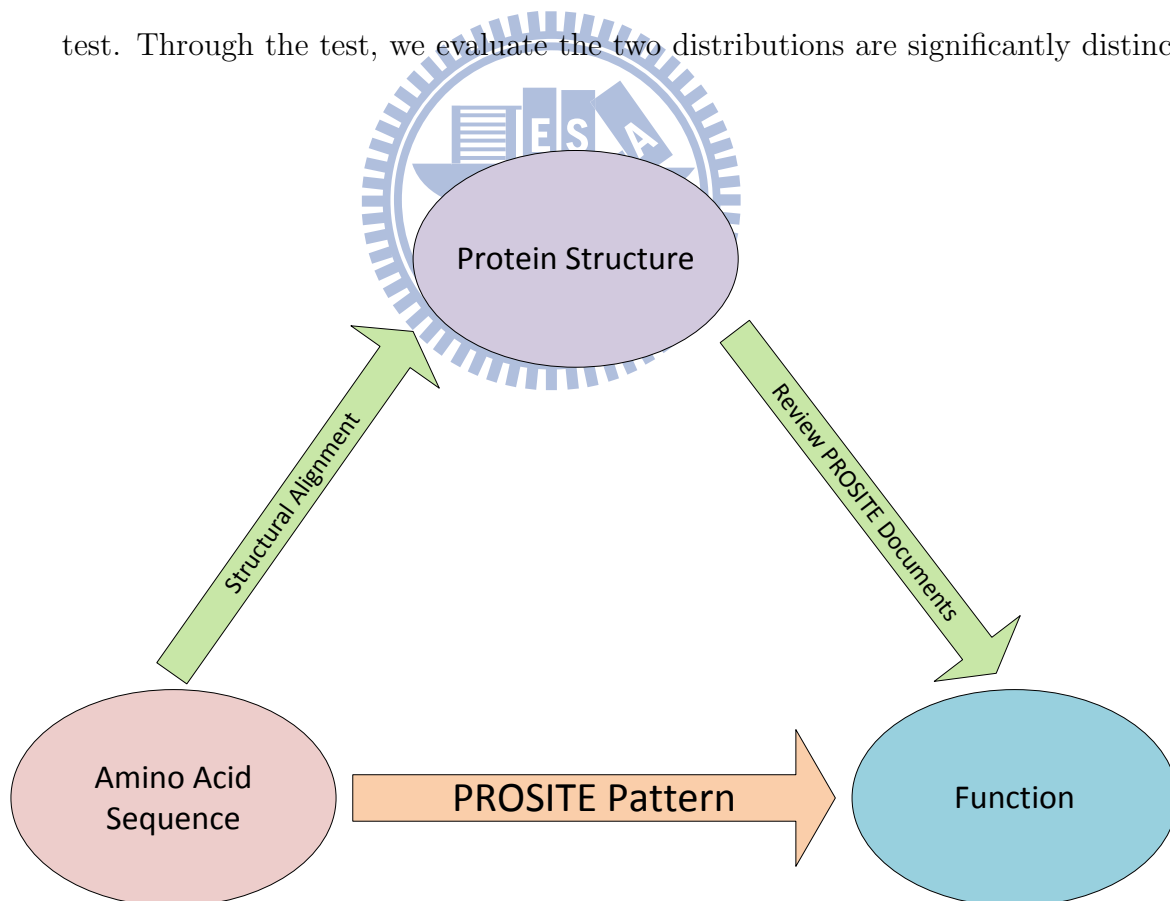 test. Through the test, we evaluate the two distributions are significantly distinc
E S A
Protein Structure
Structural Alignment
Review PROSITE Documents
Amino Acid
Sequence
PROSITE Pattern
Function